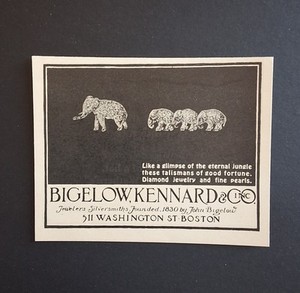 Like a glimpse of the eternal jungle
these talismans of good fortune.
Diamond jewelry and fine pearls.
BIGELOW, KENNARD & CO INC
Jewelers Silversmiths Founded 1830 by John Bigelow
511 WASHINGTON ST·BOSTON